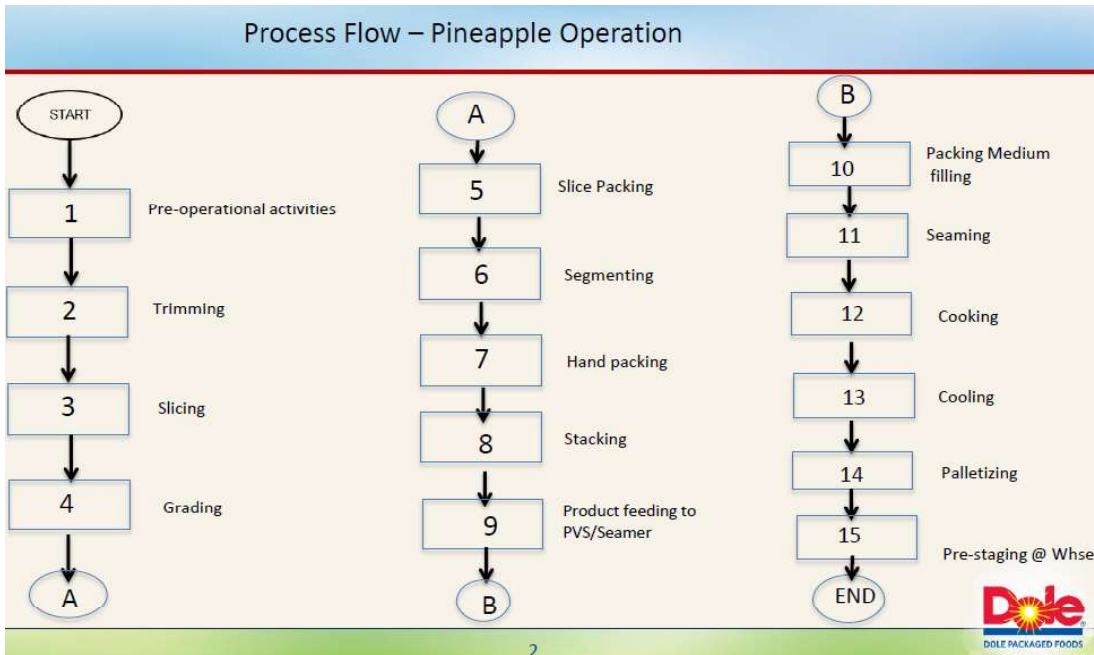 Process Flow – Pineapple Operation
START
1
Pre-operational activities
2
Trimming
3
Slicing
4
Grading
A
A
5
Slice Packing
6
Segmenting
7
Hand packing
8
Stacking
9
Product feeding to
PVS/Seamer
B
B
10
Packing Medium
filling
11
Seaming
12
Cooking
13
Cooling
14
Palletizing
15
Pre-staging @ Whse
END
Dole®
DOLE PACKAGED FOODS
2